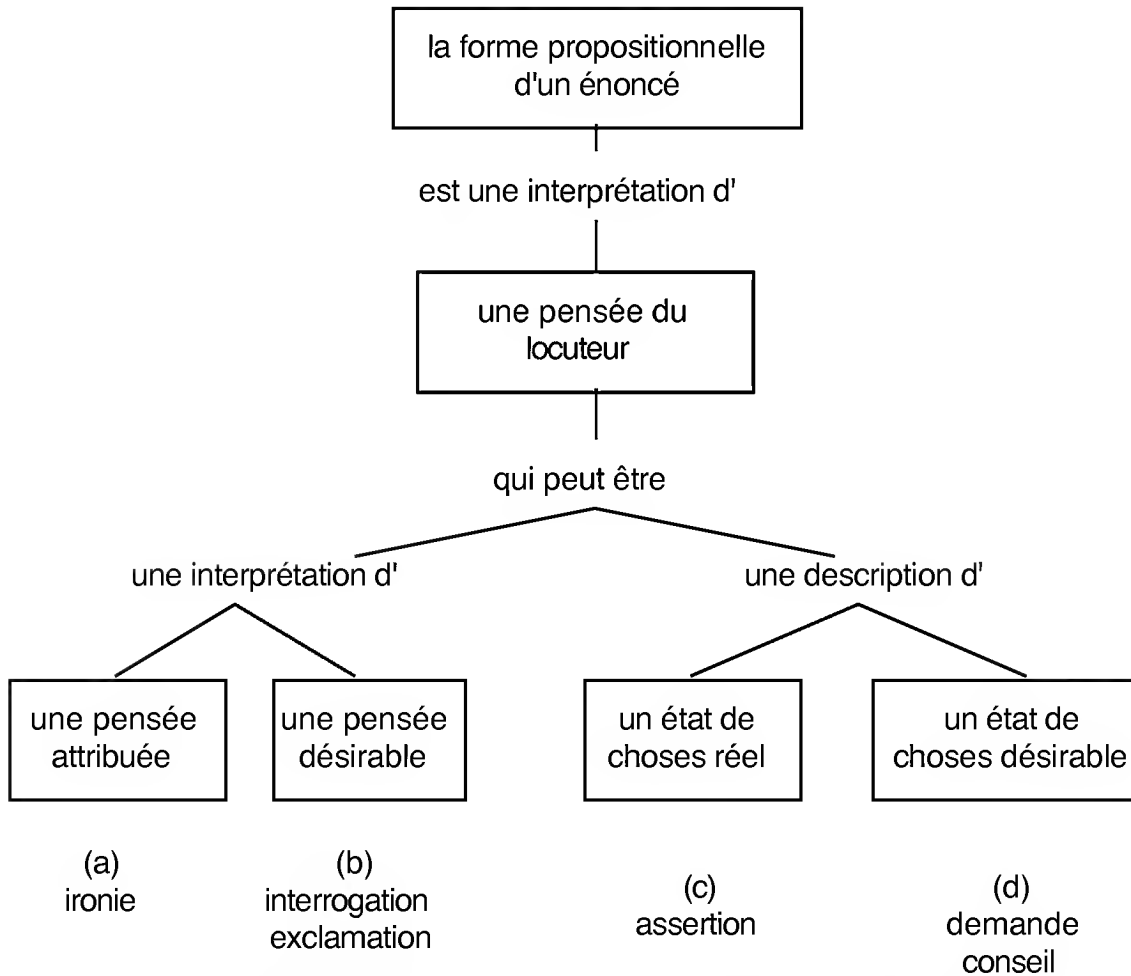 la forme propositionnelle
d'un énoncé
est une interprétation d'
une pensée du
locuteur
qui peut être
une interprétation d'
une description d'
une pensée
attribuée
une pensée
désirable
un état de
choses réel
un état de
choses désirable
(a)
ironie
(b)
interrogation
exclamation
(c)
assertion
(d)
demande
conseil